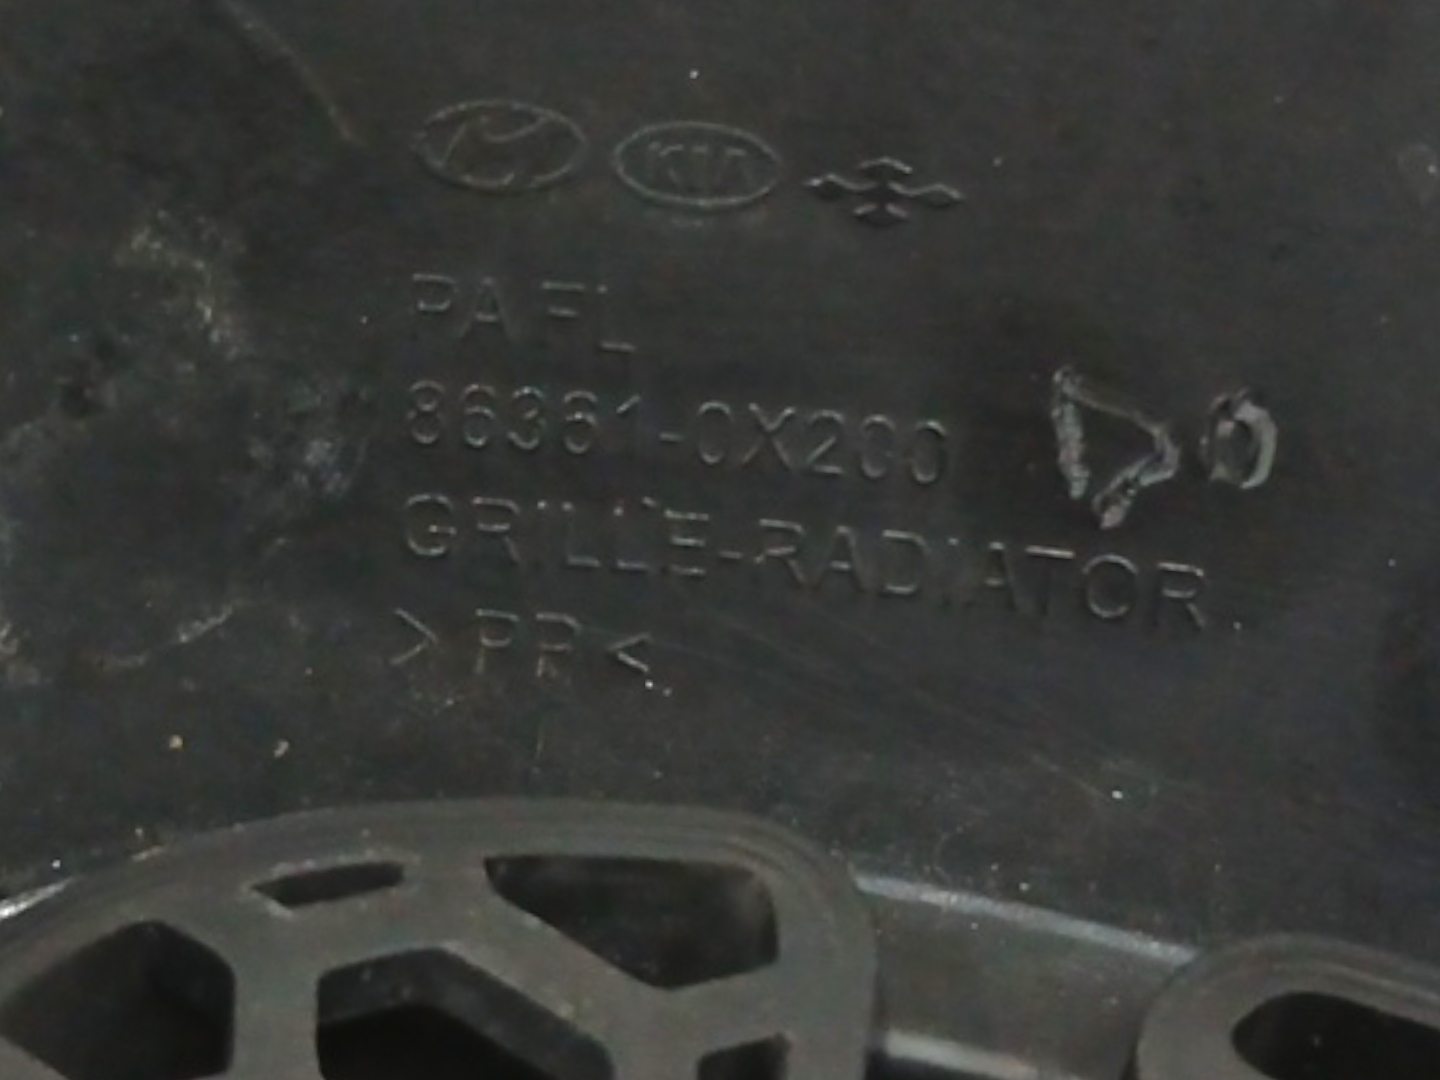 KIA
PA FL
86361-0X200
GRILLE-RADIATOR
>PP<